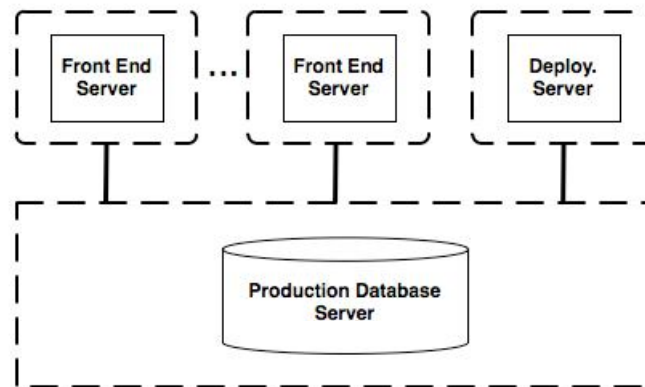 Front End
Server
...
Front End
Server
Deploy.
Server
Production Database
Server